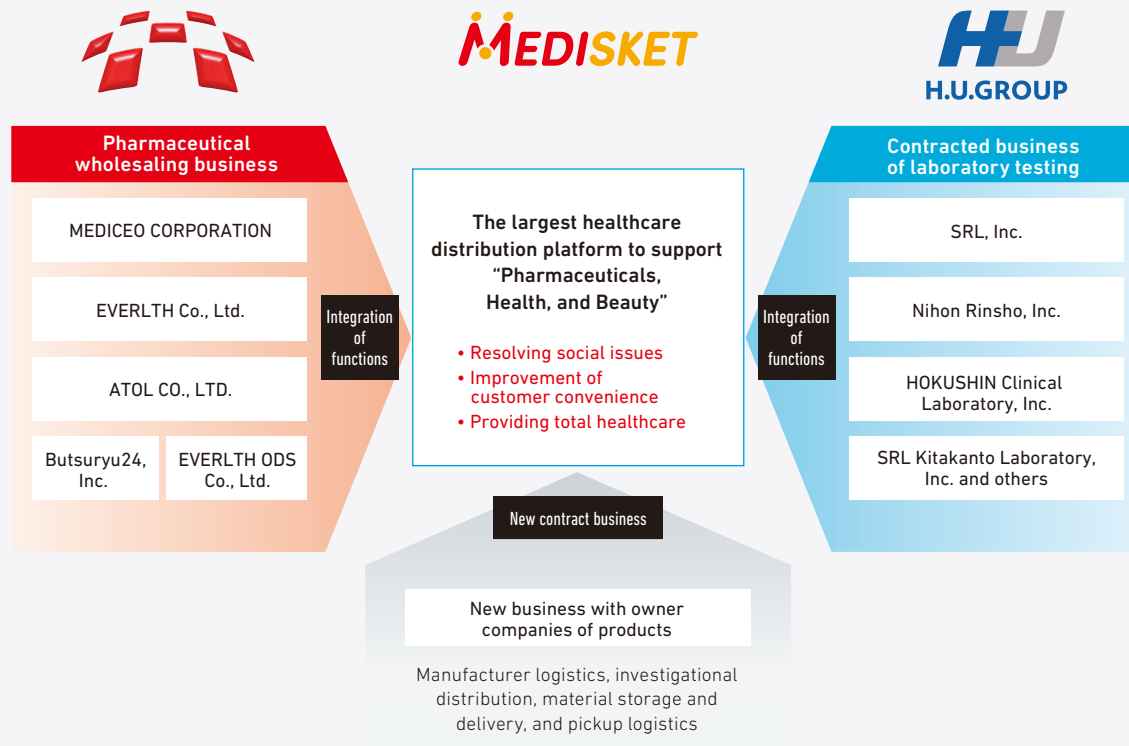 MEDISKET
HU
H.U.GROUP
Pharmaceutical
wholesaling business
MEDICEO CORPORATION
EVERLTH Co., Ltd.
ATOL CO., LTD.
Butsuryu24,
Inc.
EVERLTH ODS
Co., Ltd.
Integration
of
functions
The largest healthcare
distribution platform to support
“Pharmaceuticals,
Health, and Beauty”
• Resolving social issues
• Improvement of
customer convenience
• Providing total healthcare
Integration
of
functions
Contracted business
of laboratory testing
SRL, Inc.
Nihon Rinsho, Inc.
HOKUSHIN Clinical
Laboratory, Inc.
SRL Kitakanto Laboratory,
Inc. and others
New contract business
New business with owner
companies of products
Manufacturer logistics, investigational
distribution, material storage and
delivery, and pickup logistics